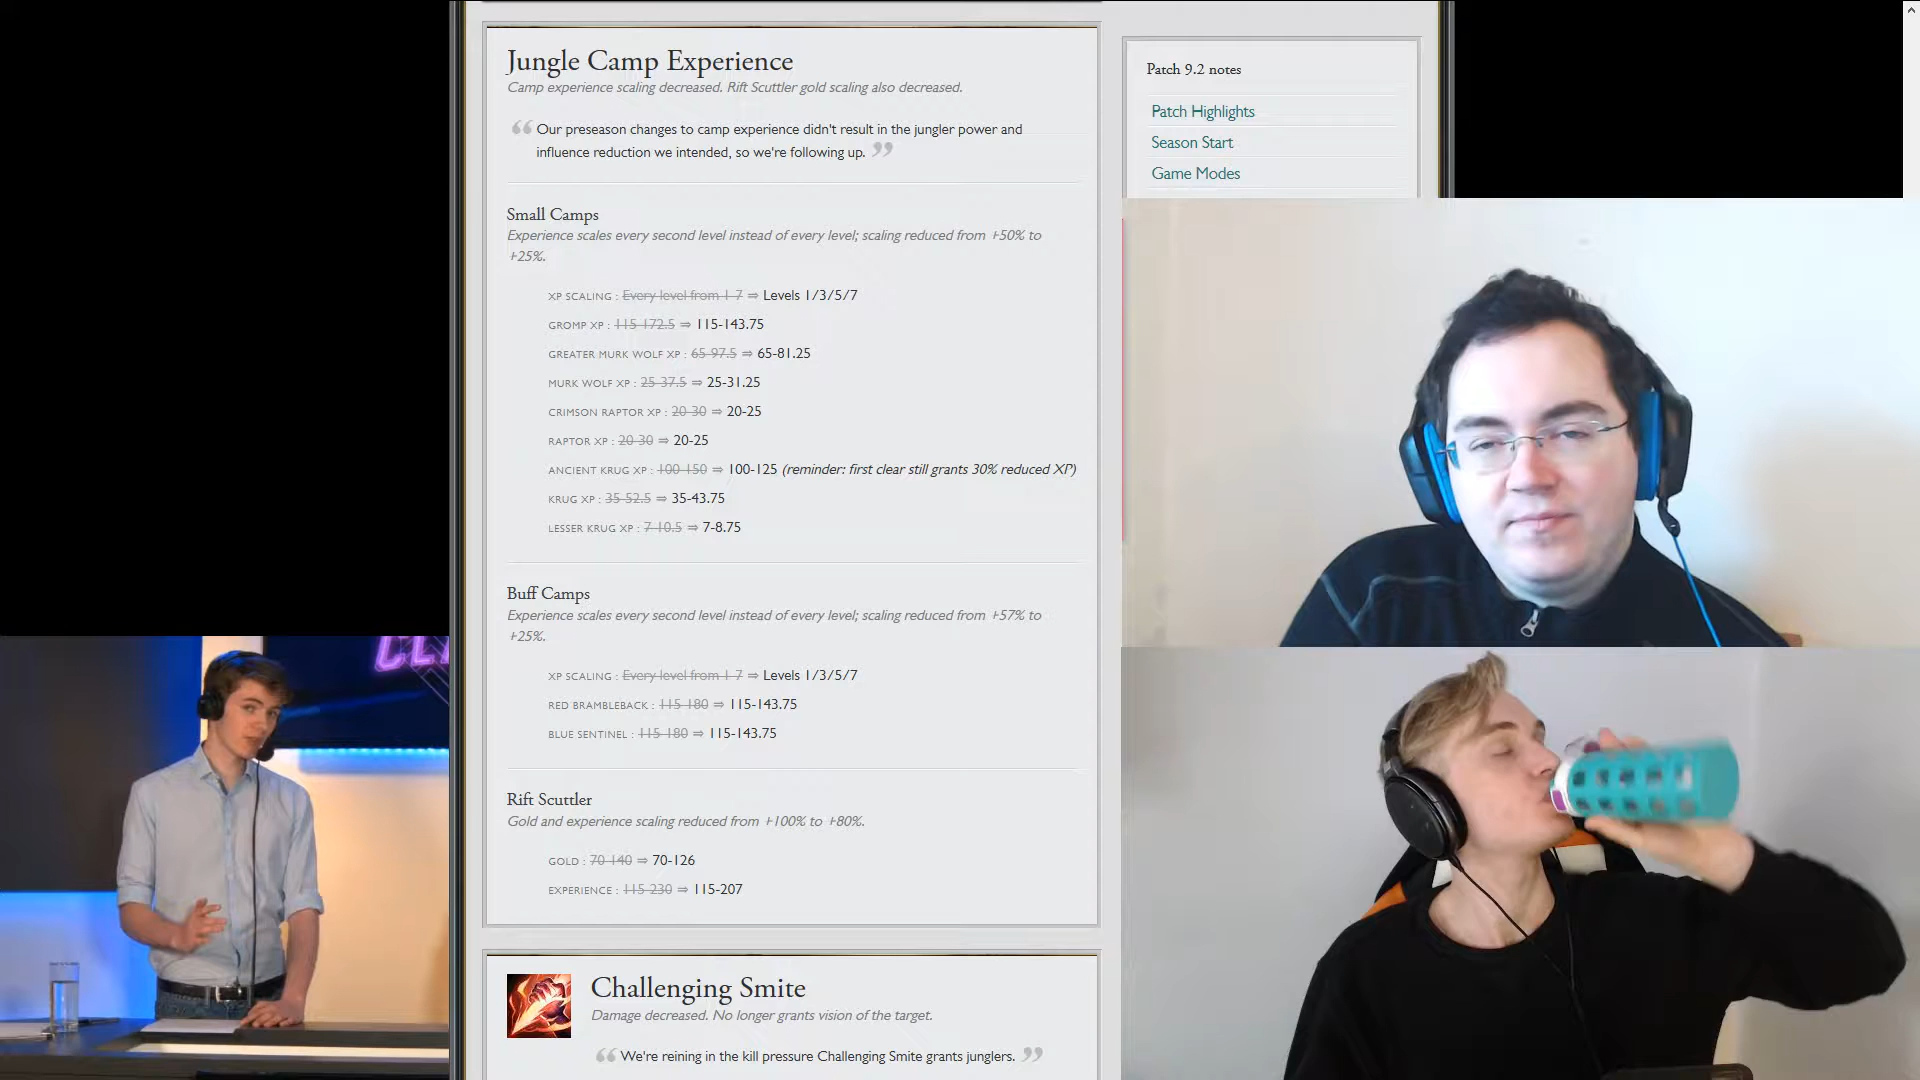 Jungle Camp Experience
Camp experience scaling decreased. Rift Scuttler gold scaling also decreased.
“ Our preseason changes to camp experience didn't result in the jungler power and
influence reduction we intended, so we're following up. ”
Small Camps
Experience scales every second level instead of every level; scaling reduced from +50% to
+25%.
XP SCALING : Every level from 1-7 ⇒ Levels 1/3/5/7
GROMP XP : 115-172.5 ⇒ 115-143.75
GREATER MURK WOLF XP : 65-97.5 ⇒ 65-81.25
MURK WOLF XP : 25-37.5 ⇒ 25-31.25
CRIMSON RAPTOR XP : 20-30 ⇒ 20-25
RAPTOR XP : 20-30 ⇒ 20-25
ANCIENT KRUG XP : 100-150 ⇒ 100-125 (reminder: first clear still grants 30% reduced XP)
KRUG XP : 35-52.5 ⇒ 35-43.75
LESSER KRUG XP : 7-10.5 ⇒ 7-8.75
Buff Camps
Experience scales every second level instead of every level; scaling reduced from +57% to
+25%.
XP SCALING : Every level from 1-7 ⇒ Levels 1/3/5/7
RED BRAMBLEBACK : 115-180 ⇒ 115-143.75
BLUE SENTINEL : 115-180 ⇒ 115-143.75
Rift Scuttler
Gold and experience scaling reduced from +100% to +80%.
GOLD : 70-140 ⇒ 70-126
EXPERIENCE : 115-230 ⇒ 115-207
Challenging Smite
Damage decreased. No longer grants vision of the target.
“ We're reining in the kill pressure Challenging Smite grants junglers. ”
Patch 9.2 notes
Patch Highlights
Season Start
Game Modes